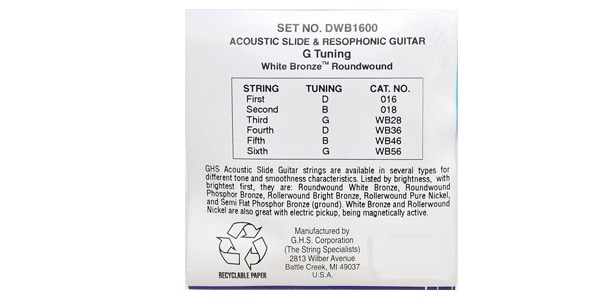 SET NO. DWB1600
ACOUSTIC SLIDE & RESOPHONIC GUITAR
G Tuning
White Bronze™ Roundwound
STRING TUNING CAT. NO.
First D 016
Second B 018
Third G WB28
Fourth D WB36
Fifth B WB46
Sixth G WB56
GHS Acoustic Slide Guitar strings are available in several types for
different tone and smoothness characteristics. Listed by brightness, with
brightest first, they are: Roundwound White Bronze, Roundwound
Phosphor Bronze, Rollerwound Bright Bronze, Rollerwound Pure Nickel,
and Semi Flat Phosphor Bronze (ground). White Bronze and Rollerwound
Nickel are also great with electric pickup, being magnetically active.
Manufactured by
G.H.S. Corporation
(The String Specialists)
2813 Wilber Avenue
Battle Creek, MI 49037
U.S.A.
RECYCLABLE PAPER